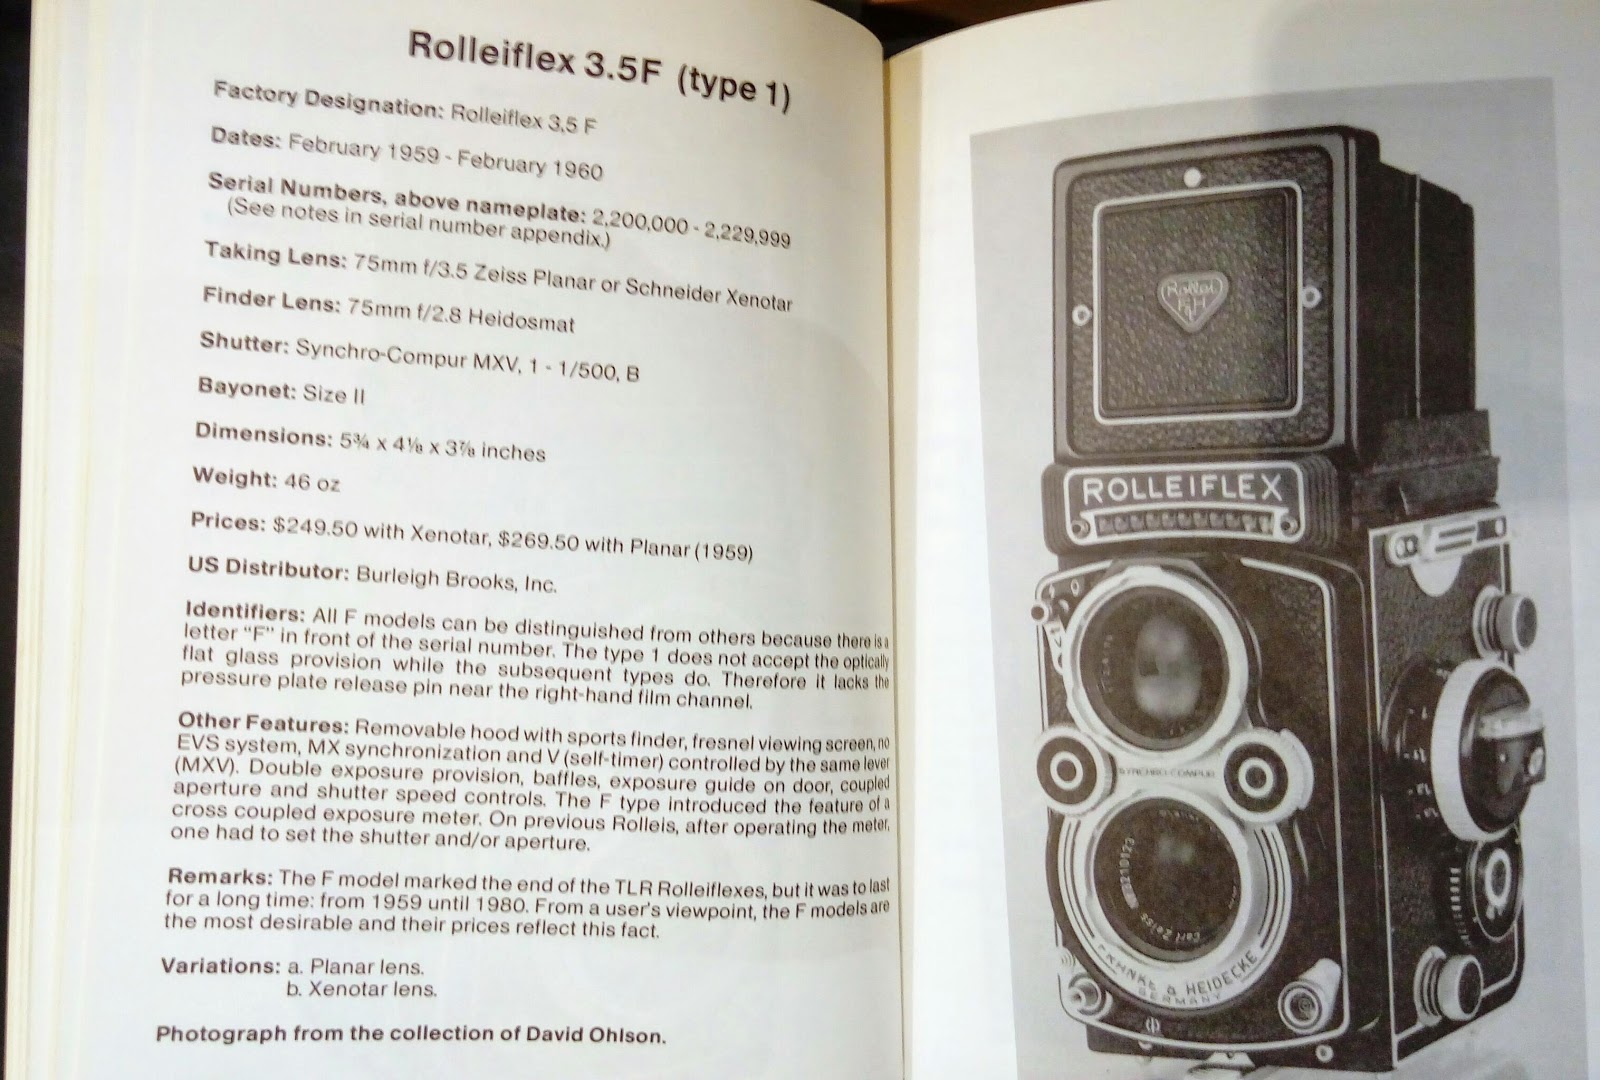 Rolleiflex 3.5F (type 1)
Factory Designation: Rolleiflex 3,5 F
Dates: February 1959 - February 1960
Serial Numbers, above nameplate: 2,200,000 - 2,229,999
(See notes in serial number appendix.)
Taking Lens: 75mm f/3.5 Zeiss Planar or Schneider Xenotar
Finder Lens: 75mm f/2.8 Heidosmat
Shutter: Synchro-Compur MXV, 1 - 1/500, B
Bayonet: Size II
Dimensions: 5¾ x 4⅛ x 3⅞ inches
Weight: 46 oz
Prices: $249.50 with Xenotar, $269.50 with Planar (1959)
US Distributor: Burleigh Brooks, Inc.
Identifiers: All F models can be distinguished from others because there is a
letter "F" in front of the serial number. The type 1 does not accept the optically
flat glass provision while the subsequent types do. Therefore it lacks the
pressure plate release pin near the right-hand film channel.
Other Features: Removable hood with sports finder, fresnel viewing screen, no
EVS system, MX synchronization and V (self-timer) controlled by the same lever
(MXV). Double exposure provision, baffles, exposure guide on door, coupled
aperture and shutter speed controls. The F type introduced the feature of a
cross coupled exposure meter. On previous Rolleis, after operating the meter,
one had to set the shutter and/or aperture.
Remarks: The F model marked the end of the TLR Rolleiflexes, but it was to last
for a long time: from 1959 until 1980. From a user's viewpoint, the F models are
the most desirable and their prices reflect this fact.
Variations: a. Planar lens.
b. Xenotar lens.
Photograph from the collection of David Ohlson.
Rollei
F&H
ROLLEIFLEX
SYNCHRO-COMPUR
Carl Zeiss
& HEIDECKE
GERMANY